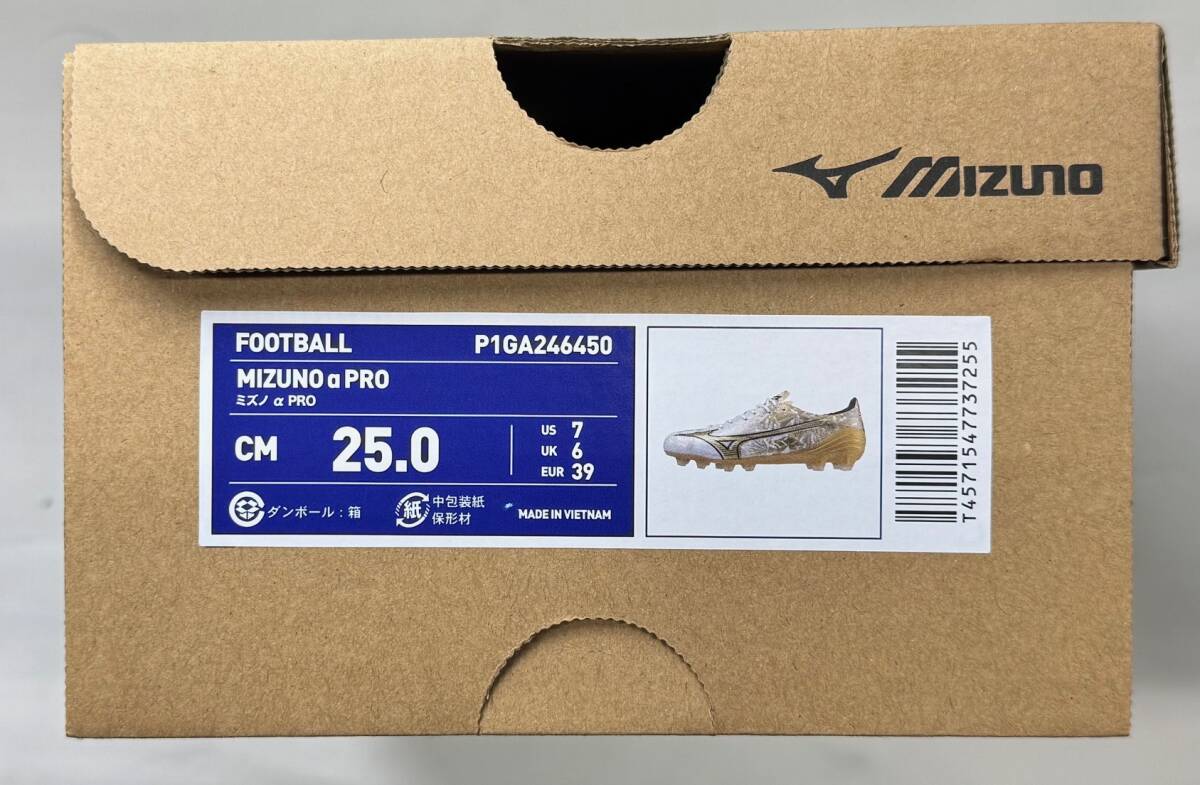 MIZUNO
FOOTBALL P1GA246450
MIZUNO α PRO
ミズノ α PRO
CM 25.0
US 7
UK 6
EUR 39
ダンボール：箱
紙 中包装紙
保形材
MADE IN VIETNAM
T4571547737255